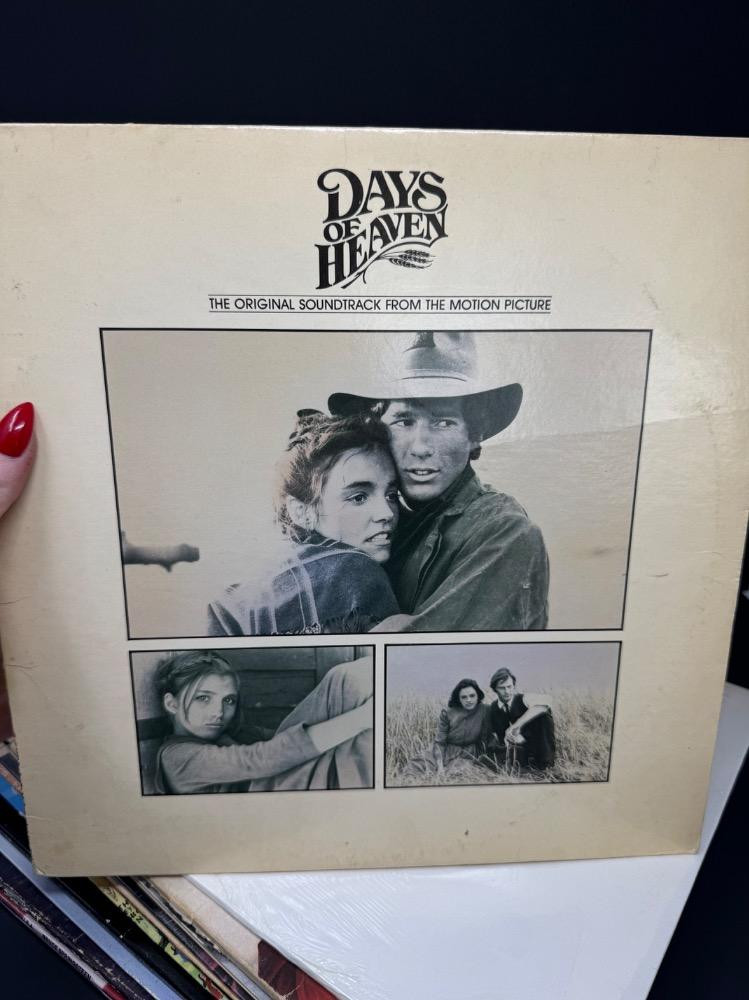 DAYS
OF
HEAVEN
THE ORIGINAL SOUNDTRACK FROM THE MOTION PICTURE